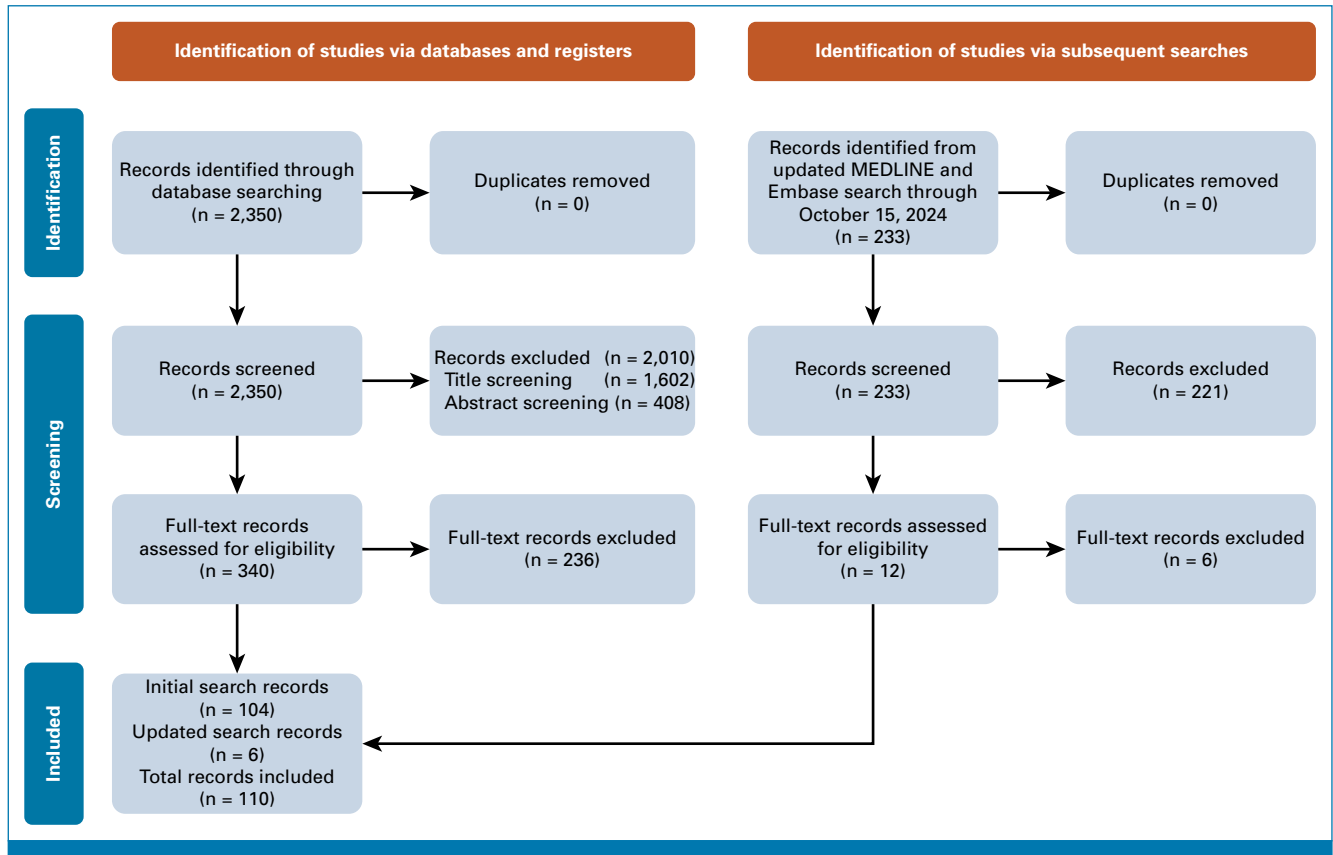 Identification of studies via databases and registers
Identification of studies via subsequent searches
Identification
Records identified through
database searching
(n = 2,350)
Duplicates removed
(n = 0)
Records identified from
updated MEDLINE and
Embase search through
October 15, 2024
(n = 233)
Duplicates removed
(n = 0)
Screening
Records screened
(n = 2,350)
Records excluded (n = 2,010)
Title screening (n = 1,602)
Abstract screening (n = 408)
Records screened
(n = 233)
Records excluded
(n = 221)
Full-text records
assessed for eligibility
(n = 340)
Full-text records excluded
(n = 236)
Full-text records assessed
for eligibility
(n = 12)
Full-text records excluded
(n = 6)
Included
Initial search records
(n = 104)
Updated search records
(n = 6)
Total records included
(n = 110)